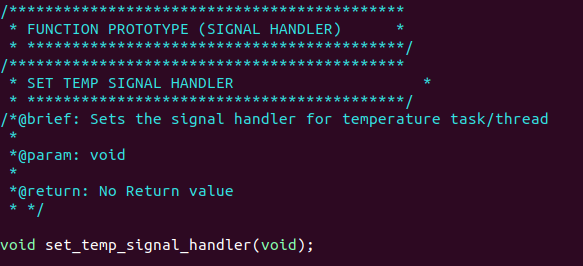 /********************************************
 * FUNCTION PROTOTYPE (SIGNAL HANDLER)      *
 * ******************************************/
/********************************************
 * SET TEMP SIGNAL HANDLER                     *
 * ******************************************/
/*@brief: Sets the signal handler for temperature task/thread
 *
 *@param: void
 *
 *@return: No Return value
 * */
void set_temp_signal_handler(void);